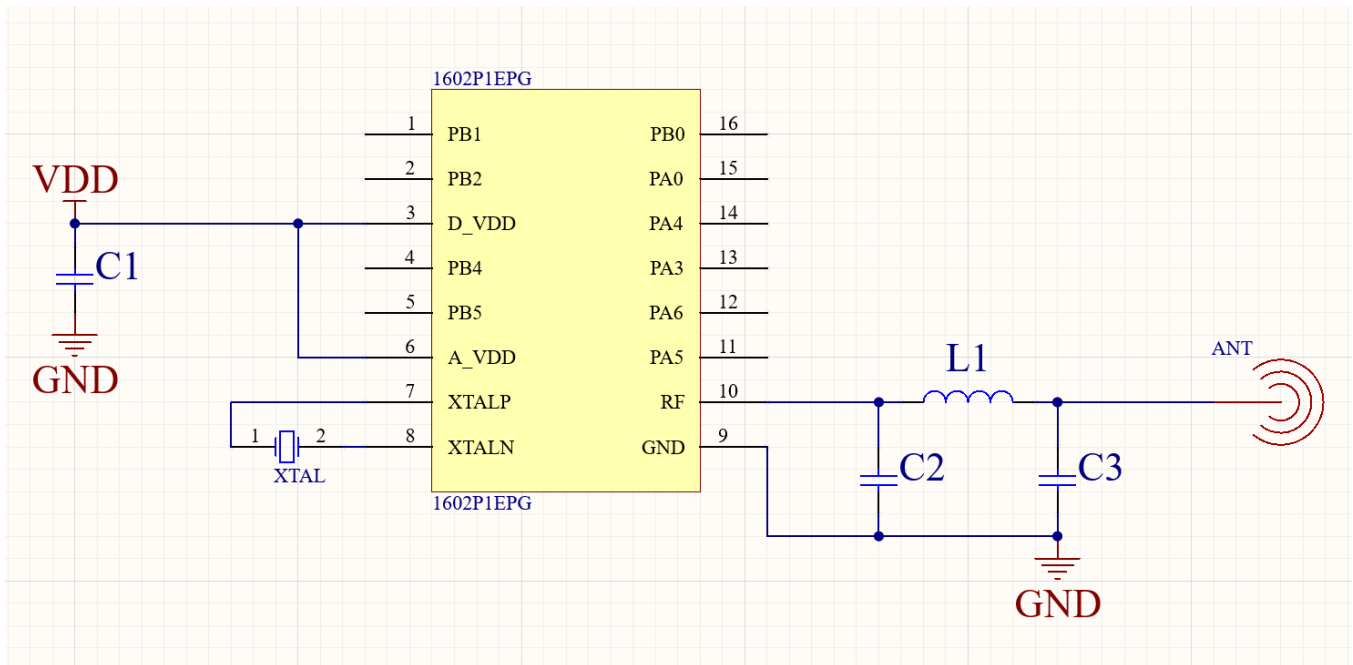 1602P1EPG
1 PB1 PB0 16
2 PB2 PA0 15
VDD
3 D_VDD PA4 14
C1
4 PB4 PA3 13
5 PB5 PA6 12
GND
6 A_VDD PA5 11
L1
ANT
7 XTALP RF 10
1 2
XTAL
8 XTALN GND 9
C2
C3
1602P1EPG
GND